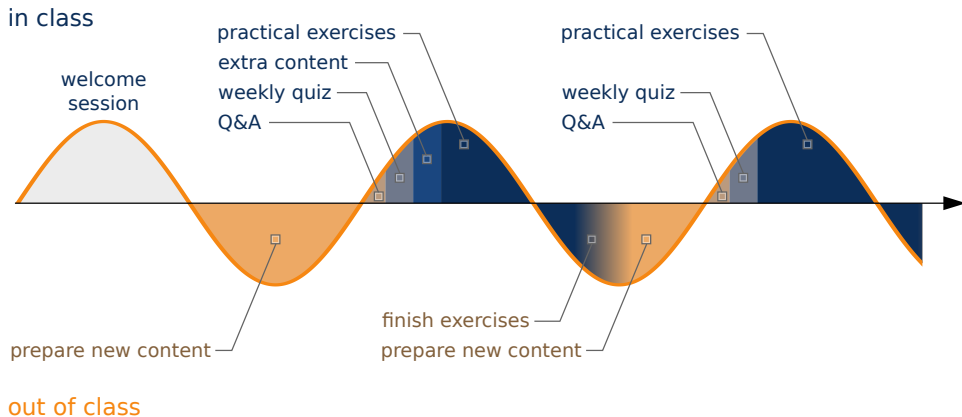 in class
welcome
session
practical exercises
extra content
weekly quiz
Q&A
practical exercises
weekly quiz
Q&A
prepare new content
finish exercises
prepare new content
out of class